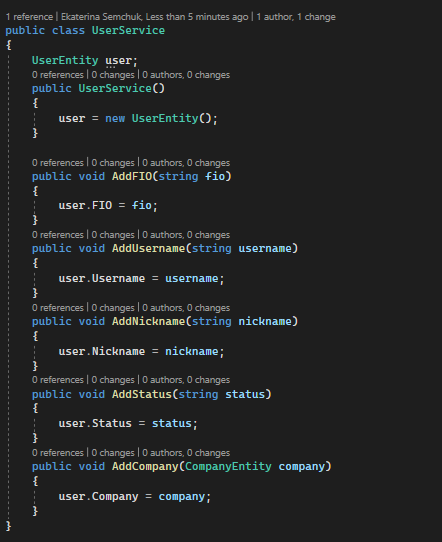 1 reference | Ekaterina Semchuk, Less than 5 minutes ago | 1 author, 1 change
public class UserService
{
UserEntity user;
0 references | 0 changes | 0 authors, 0 changes
public UserService()
{
user = new UserEntity();
}
0 references | 0 changes | 0 authors, 0 changes
public void AddFIO(string fio)
{
user.FIO = fio;
}
0 references | 0 changes | 0 authors, 0 changes
public void AddUsername(string username)
{
user.Username = username;
}
0 references | 0 changes | 0 authors, 0 changes
public void AddNickname(string nickname)
{
user.Nickname = nickname;
}
0 references | 0 changes | 0 authors, 0 changes
public void AddStatus(string status)
{
user.Status = status;
}
0 references | 0 changes | 0 authors, 0 changes
public void AddCompany(CompanyEntity company)
{
user.Company = company;
}
}